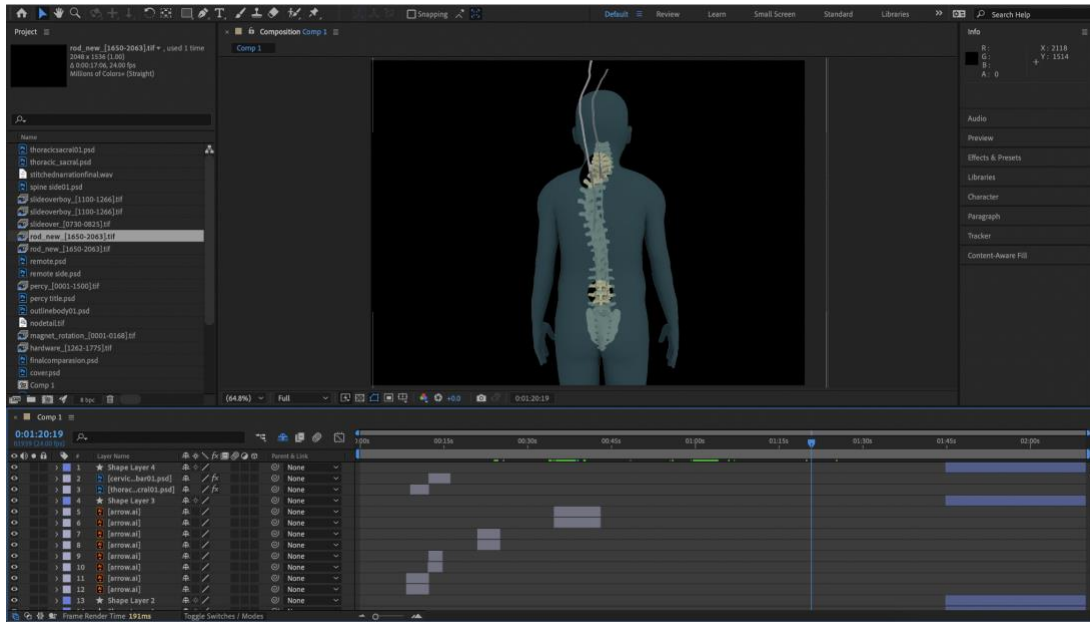 Snapping
Default
Review
Learn
Small Screen
Standard
Libraries
Search Help
Project
rod_new_[1650-2063].tif , used 1 time
2048 x 1536 (1.00)
Δ 0:00:17:06, 24.00 fps
Millions of Colors+ (Straight)
Name
thoracicsacral01.psd
thoracic_sacral.psd
stitchednarrationfinal.wav
spine side01.psd
slideoverboy_[1100-1266].tif
slideoverboy_[1100-1266].tif
slideover_[0730-0825].tif
rod_new_[1650-2063].tif
rod_new_[1650-2063].tif
remote.psd
remote side.psd
percy_[0001-1500].tif
percy title.psd
outlinebody01.psd
nodetail.tif
magnet_rotation_[0001-0168].tif
hardware_[1262-1775].tif
finalcomparesion.psd
cover.psd
Comp 1
8 bpc
Composition Comp 1
Comp 1
(64.8%)
Full
+0.0
0:01:20:19
Info
R :
G :
B :
A : 0
X : 2118
Y : 1514
Audio
Preview
Effects & Presets
Libraries
Character
Paragraph
Tracker
Content-Aware Fill
Comp 1
0:01:20:19
01939 (24.00 fps)
# Layer Name Parent & Link
1 Shape Layer 4 None
2 [cervic...bar01.psd] None
3 [thorac...cral01.psd] None
4 Shape Layer 3 None
5 [arrow.ai] None
6 [arrow.ai] None
7 [arrow.ai] None
8 [arrow.ai] None
9 [arrow.ai] None
10 [arrow.ai] None
11 [arrow.ai] None
12 [arrow.ai] None
13 Shape Layer 2 None
00:15s 00:30s 00:45s 01:00s 01:15s 01:30s 01:45s 02:00s
Frame Render Time 191ms
Toggle Switches / Modes